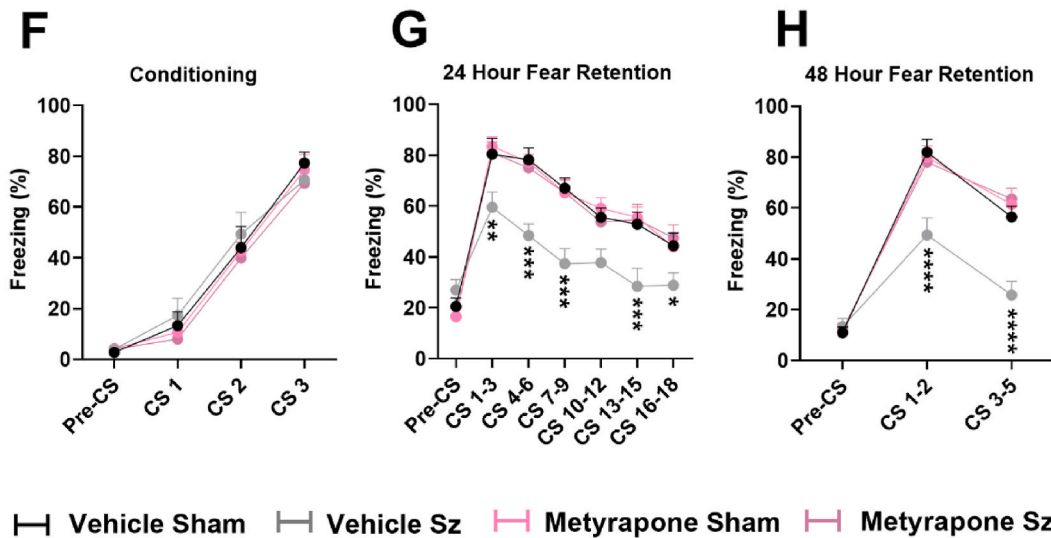 F
Conditioning
Freezing (%)
100
80
60
40
20
0
Pre-CS
CS 1
CS 2
CS 3
G
24 Hour Fear Retention
Freezing (%)
100
80
60
40
20
0
**
***
***
***
*
Pre-CS
CS 1-3
CS 4-6
CS 7-9
CS 10-12
CS 13-15
CS 16-18
H
48 Hour Fear Retention
Freezing (%)
100
80
60
40
20
0
****
****
Pre-CS
CS 1-2
CS 3-5
Vehicle Sham
Vehicle Sz
Metyrapone Sham
Metyrapone Sz